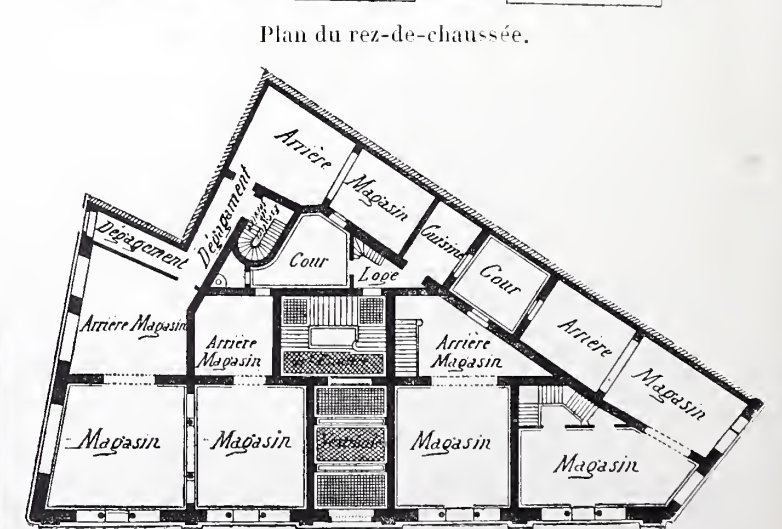 Plan du rez-de-chaussée.
Arrière
Magasin
Dégagement
Dégagement
Cuisine
Cour
Loge
Cour
Arrière Magasin
Arrière
Magasin
Arrière
Magasin
Arrière
Magasin
Magasin
Magasin
Magasin
Magasin